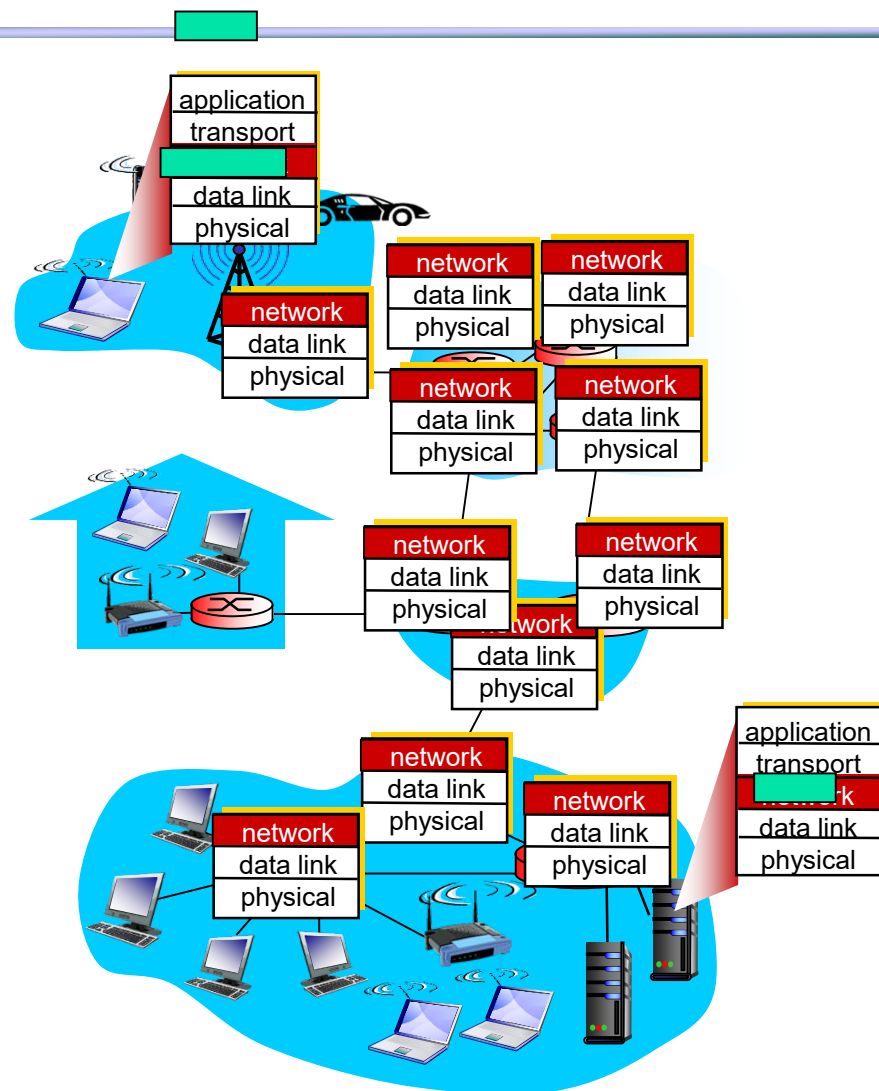 application
transport
data link
physical
network
data link
physical
network
data link
physical
network
data link
physical
network
data link
physical
network
data link
physical
network
data link
physical
network
data link
physical
network
data link
physical
application
transport
network
data link
physical
network
data link
physical
network
data link
physical
network
data link
physical